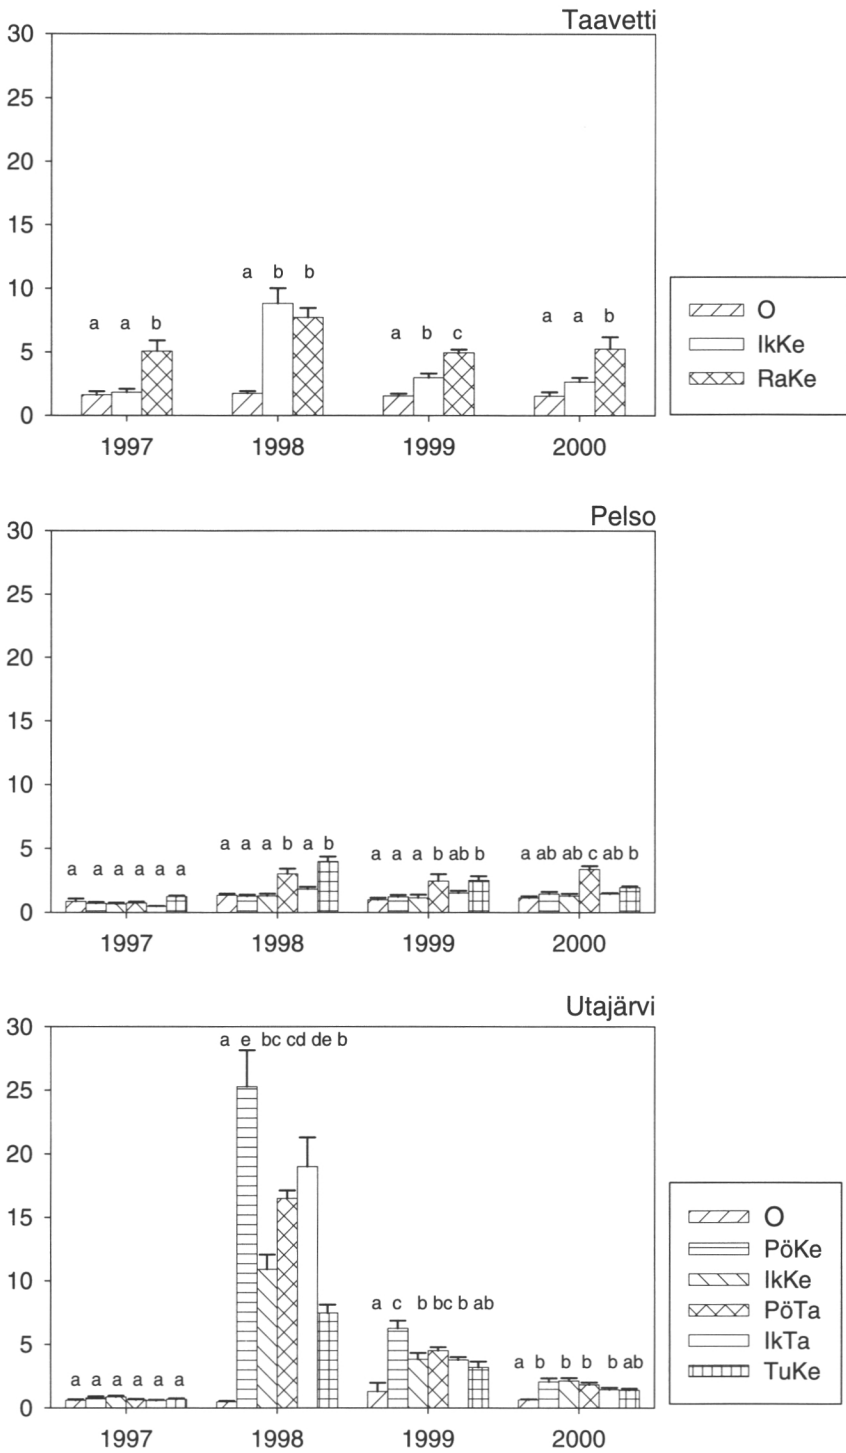 Taavetti
30
25
20
15
10
5
0
a a b
a b b
a b c
a a b
1997 1998 1999 2000
O
IkKe
RaKe
Pelso
30
25
20
15
10
5
0
a a a a a a
a a a b a b
a a a b ab b
a ab ab c ab b
1997 1998 1999 2000
Utajärvi
30
25
20
15
10
5
0
a a a a a a
a e bc cd de b
a c b bc b ab
a b b b b ab
1997 1998 1999 2000
O
PöKe
IkKe
PöTa
IkTa
TuKe